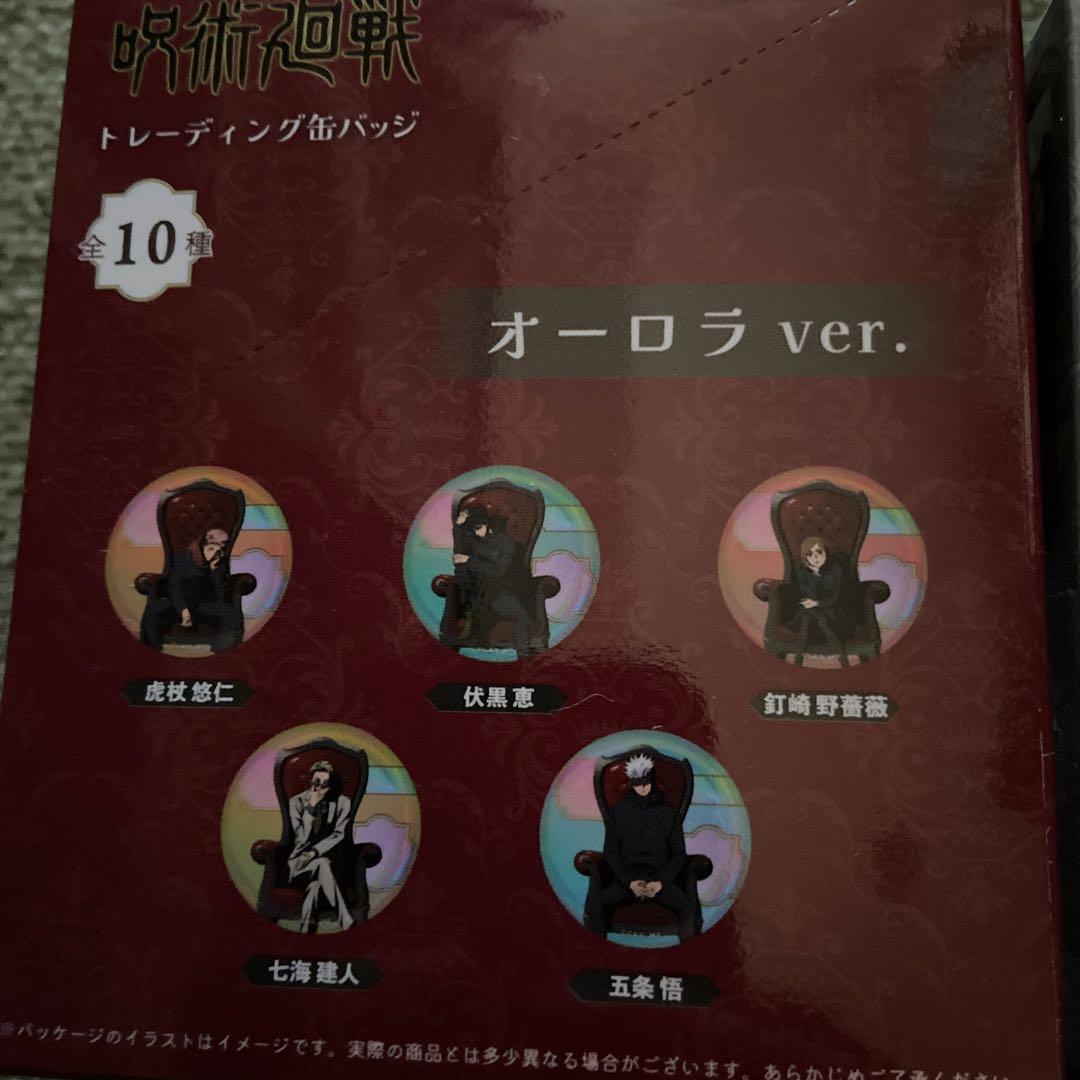 呪術廻戦
トレーディング缶バッジ
全10種
オーロラ ver.
虎杖 悠仁
伏黒 恵
釘崎 野薔薇
七海 建人
五条 悟
※パッケージのイラストはイメージです。実際の商品とは多少異なる場合がございます。あらかじめご了承ください